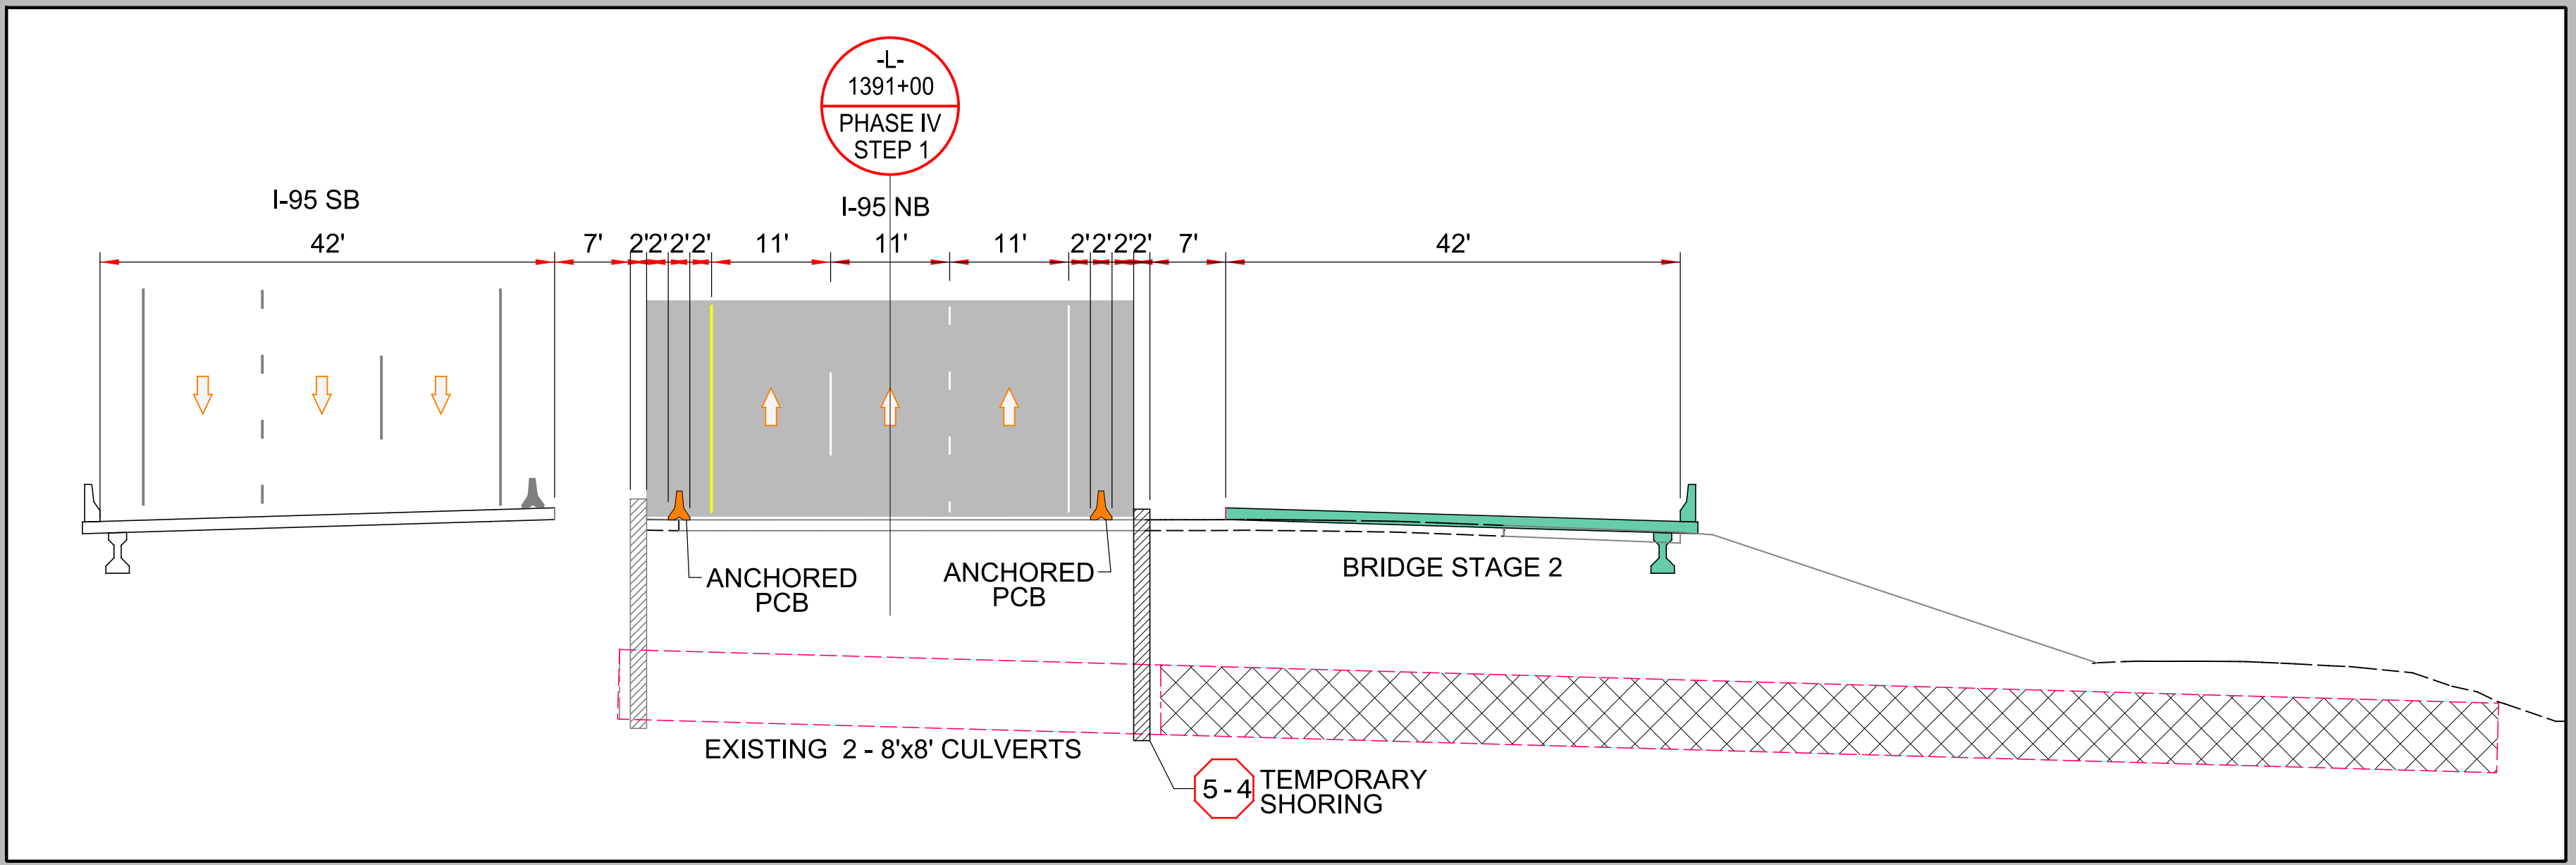 -L-
1391+00
PHASE IV
STEP 1
I-95 SB
I-95 NB
42' 7' 2' 2' 2' 2' 11' 11' 11' 2' 2' 2' 2' 7' 42'
ANCHORED
PCB
ANCHORED
PCB
BRIDGE STAGE 2
EXISTING 2 - 8'x8' CULVERTS
5 - 4 TEMPORARY
SHORING